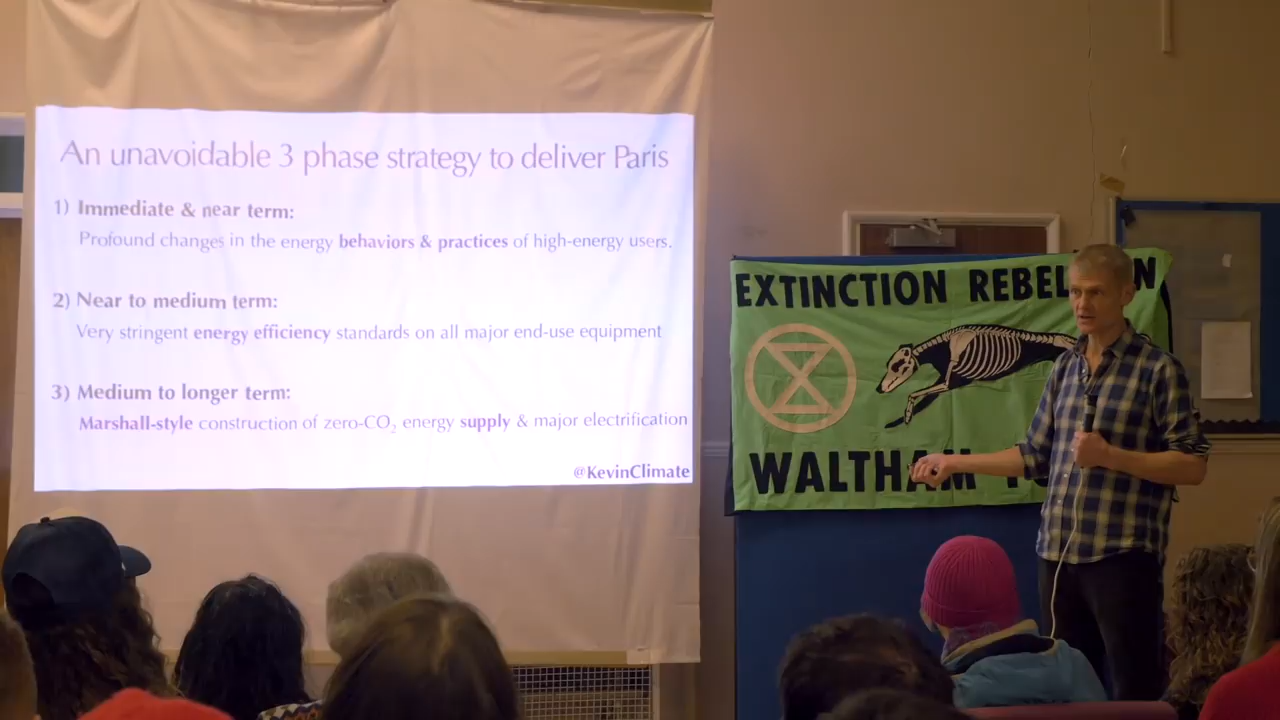 An unavoidable 3 phase strategy to deliver Paris
1) Immediate & near term:
Profound changes in the energy behaviors & practices of high-energy users.
2) Near to medium term:
Very stringent energy efficiency standards on all major end-use equipment
3) Medium to longer term:
Marshall-style construction of zero-CO₂ energy supply & major electrification
@KevinClimate
EXTINCTION
WALTHAM